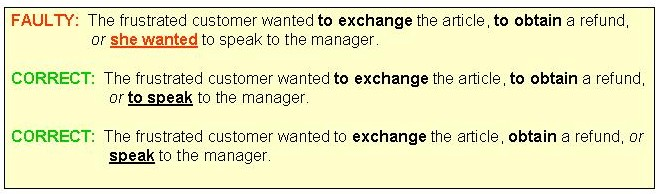 FAULTY: The frustrated customer wanted to exchange the article, to obtain a refund,
or she wanted to speak to the manager.
CORRECT: The frustrated customer wanted to exchange the article, to obtain a refund,
or to speak to the manager.
CORRECT: The frustrated customer wanted to exchange the article, obtain a refund, or
speak to the manager.